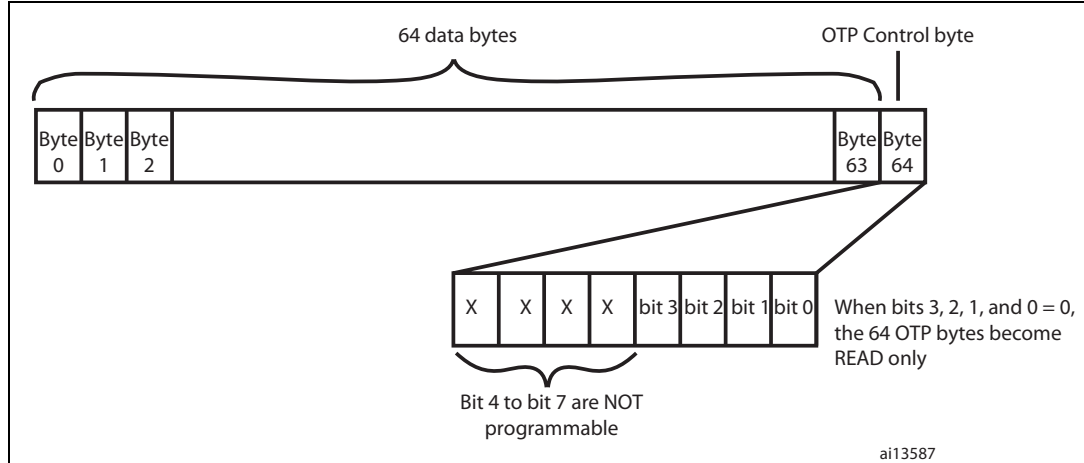 64 data bytes
OTP Control byte
Byte 0
Byte 1
Byte 2
Byte 63
Byte 64
X X X X bit 3 bit 2 bit 1 bit 0
When bits 3, 2, 1, and 0 = 0,
the 64 OTP bytes become
READ only
Bit 4 to bit 7 are NOT
programmable
ai13587